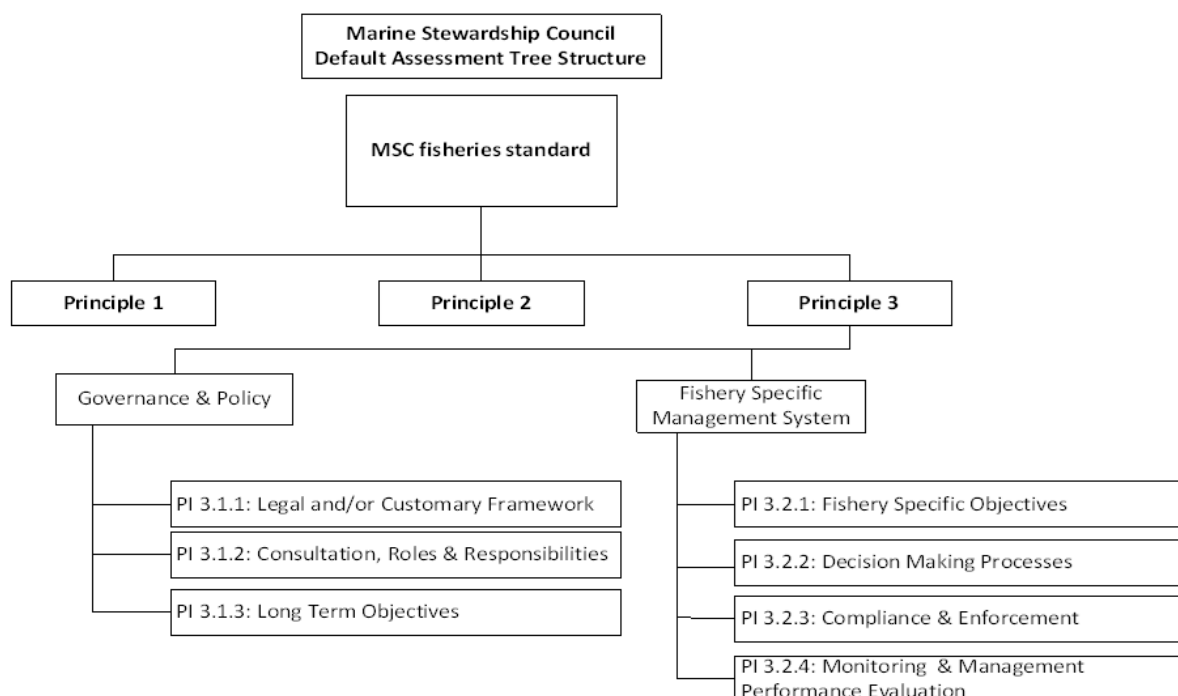 Marine Stewardship Council
Default Assessment Tree Structure
MSC fisheries standard
Principle 1
Principle 2
Principle 3
Governance & Policy
Fishery Specific
Management System
PI 3.1.1: Legal and/or Customary Framework
PI 3.1.2: Consultation, Roles & Responsibilities
PI 3.1.3: Long Term Objectives
PI 3.2.1: Fishery Specific Objectives
PI 3.2.2: Decision Making Processes
PI 3.2.3: Compliance & Enforcement
PI 3.2.4: Monitoring & Management
Performance Evaluation